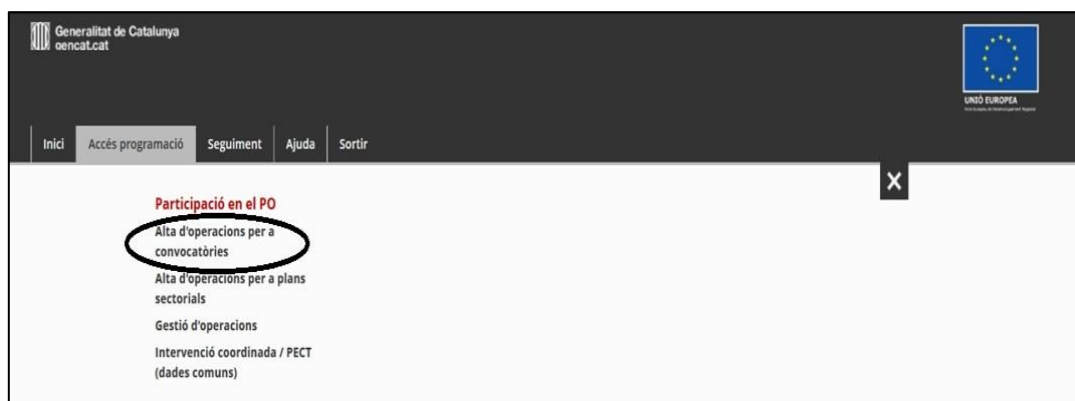 Generalitat de Catalunya
oencat.cat
UNIÓ EUROPEA
Inici
Accés programació
Seguiment
Ajuda
Sortir
X
Participació en el PO
Alta d'operacions per a
convocatòries
Alta d'operacions per a plans
sectorials
Gestió d'operacions
Intervenció coordinada / PECT
(dades comuns)